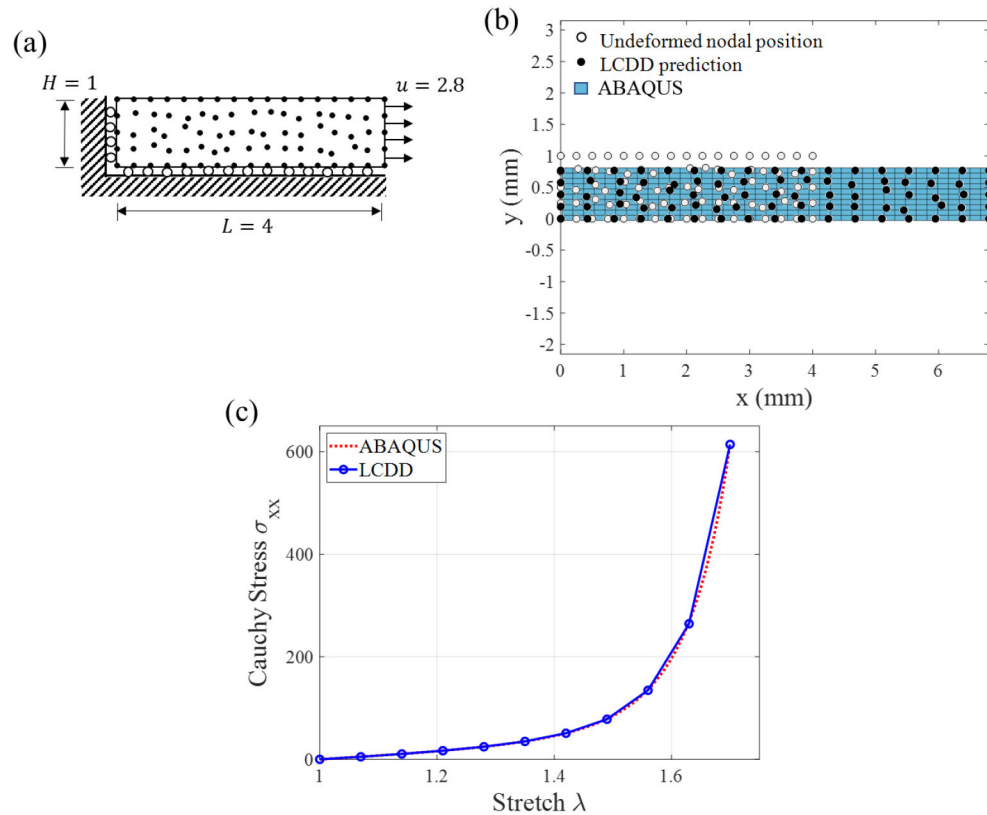 (a)
H = 1
u = 2.8
L = 4
(b)
Undeformed nodal position
LCDD prediction
ABAQUS
3
2.5
2
1.5
1
0.5
0
-0.5
-1
-1.5
-2
y (mm)
0 1 2 3 4 5 6
x (mm)
(c)
ABAQUS
LCDD
600
400
200
0
Cauchy Stress σxx
1 1.2 1.4 1.6
Stretch λ